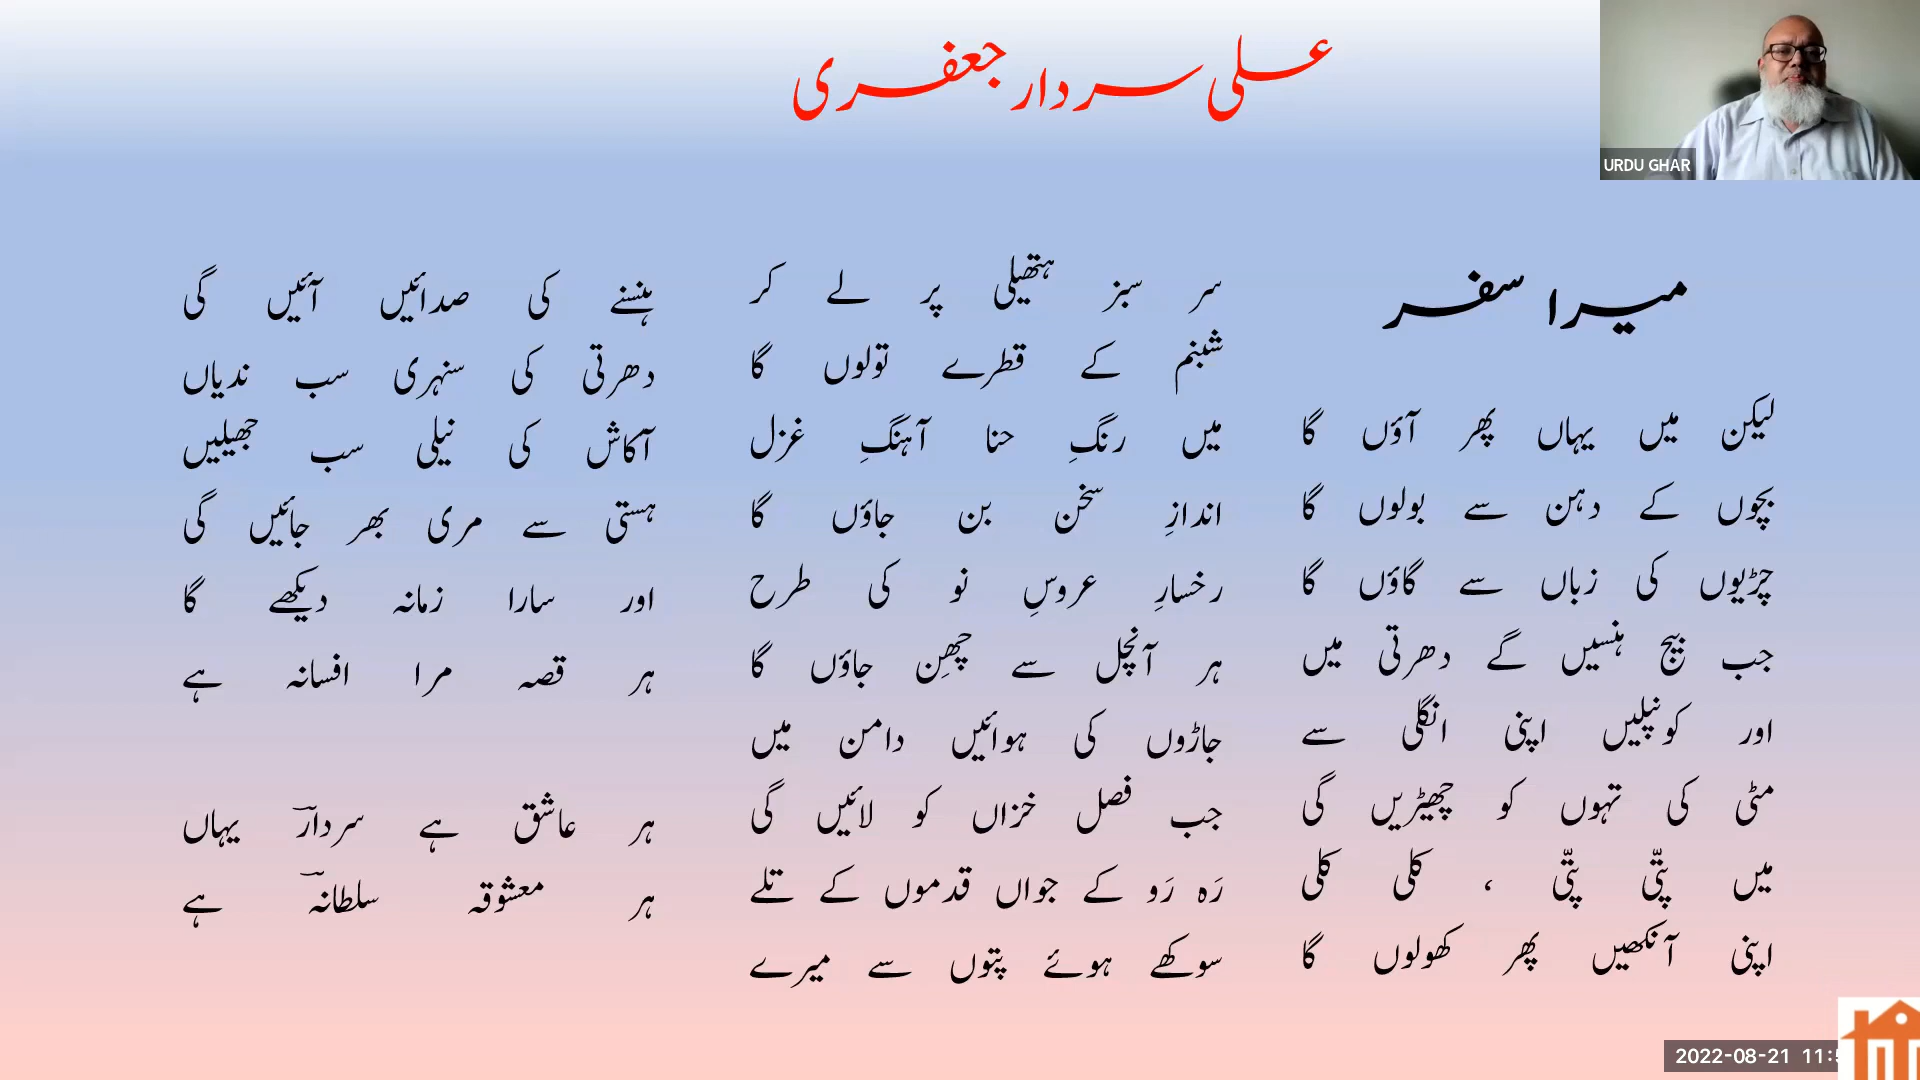 علی سردار جعفری
URDU GHAR
میرا سفر
لیکن میں یہاں پھر آؤں گا
بچوں کے دہن سے بولوں گا
چڑیوں کی زباں سے گاؤں گا
جب بیج ہنسیں گے دھرتی میں
اور کونپلیں اپنی انگلی سے
مٹی کی تہوں کو چھیڑیں گی
میں پتّی پتّی ، کلی کلی
اپنی آنکھیں پھر کھولوں گا
سر سبز ہتھیلی پر لے کر
شبنم کے قطرے تولوں گا
میں رنگِ حنا آہنگِ غزل
اندازِ سخن بن جاؤں گا
رخسارِ عروسِ نو کی طرح
ہر آنچل سے چھِن جاؤں گا
جاڑوں کی ہوائیں دامن میں
جب فصل خزاں کو لائیں گی
رَہ رَو کے جواں قدموں کے تلے
سوکھے ہوئے پتوں سے میرے
ہنسنے کی صدائیں آئیں گی
دھرتی کی سنہری سب ندیاں
آکاش کی نیلی سب جھیلیں
ہستی سے مری بھر جائیں گی
اور سارا زمانہ دیکھے گا
ہر قصہ مرا افسانہ ہے
ہر عاشق ہے سردارؔ یہاں
ہر معشوقہ سلطانہؔ ہے
2022-08-21 11:5